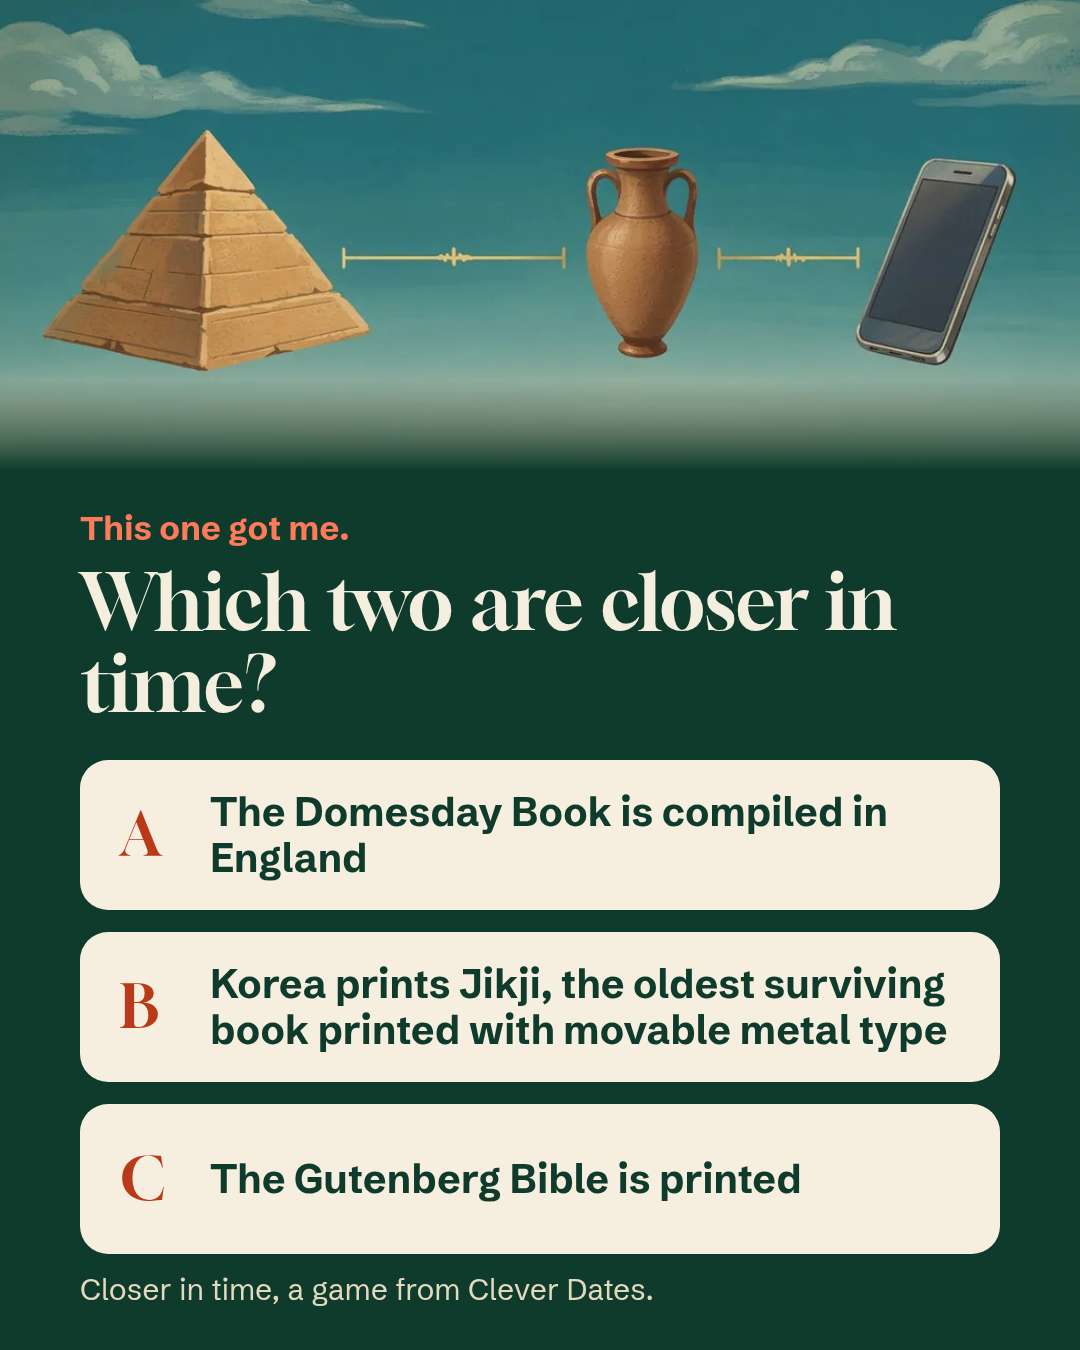 This one got me.
Which two are closer in
time?
A
The Domesday Book is compiled in
England
B
Korea prints Jikji, the oldest surviving
book printed with movable metal type
C
The Gutenberg Bible is printed
Closer in time, a game from Clever Dates.